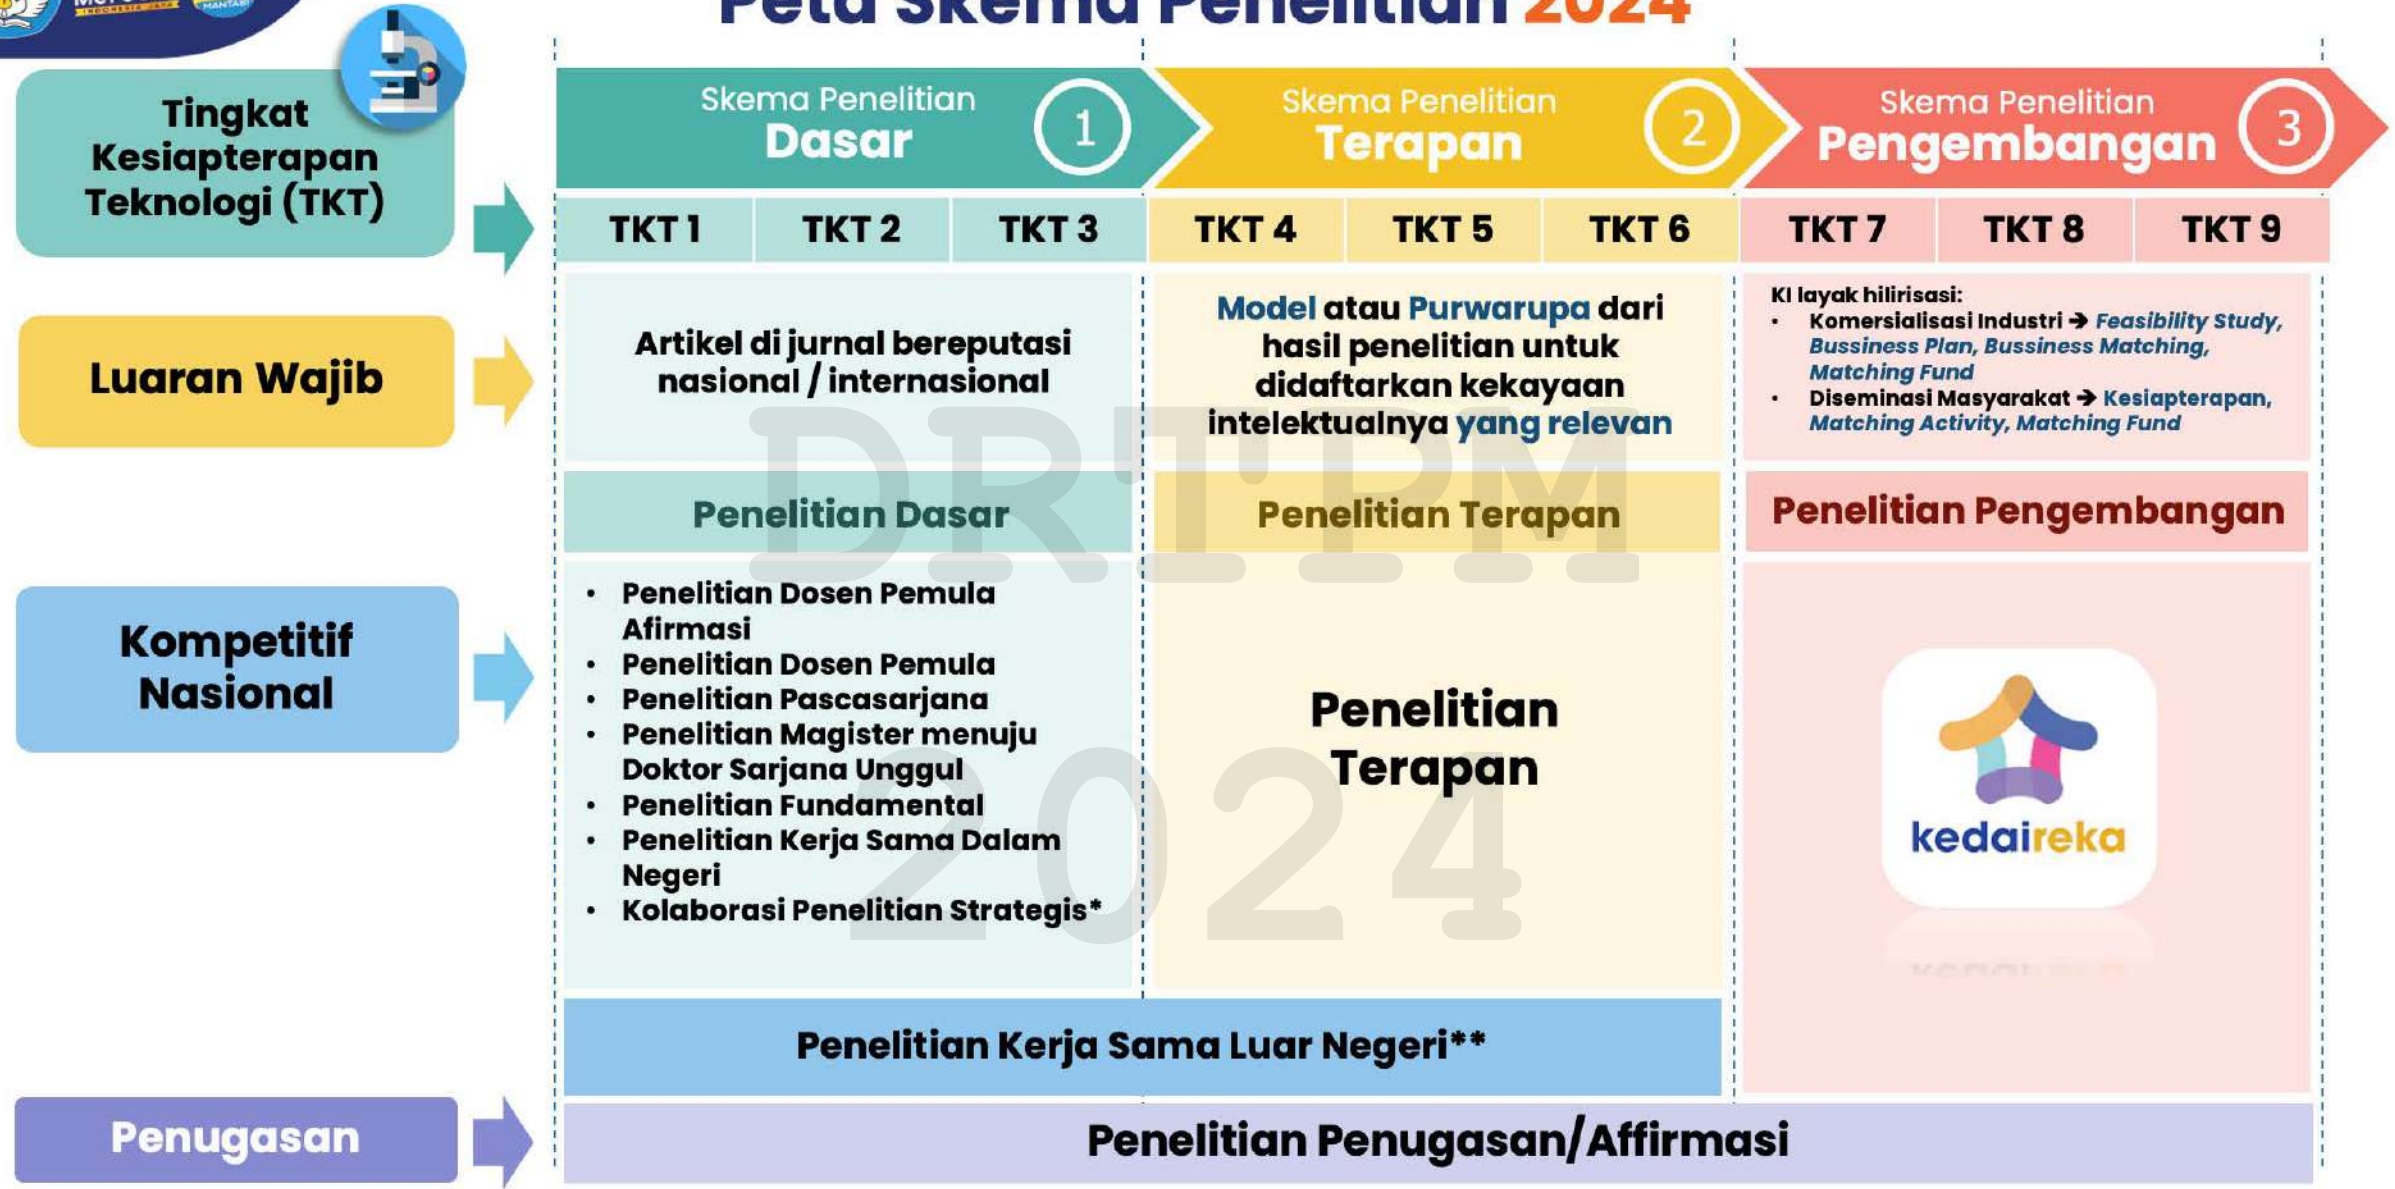 INDONESIA JAYA
MANTAB
Peta Skema Penelitian 2024
Tingkat
Kesiapterapan
Teknologi (TKT)
Skema Penelitian
Dasar
1
Skema Penelitian
Terapan
2
Skema Penelitian
Pengembangan
3
TKT 1
TKT 2
TKT 3
TKT 4
TKT 5
TKT 6
TKT 7
TKT 8
TKT 9
Luaran Wajib
Artikel di jurnal bereputasi
nasional / internasional
Model atau Purwarupa dari
hasil penelitian untuk
didaftarkan kekayaan
intelektualnya yang relevan
KI layak hilirisasi:
• Komersialisasi Industri ➔ Feasibility Study,
Bussiness Plan, Bussiness Matching,
Matching Fund
• Diseminasi Masyarakat ➔ Kesiapterapan,
Matching Activity, Matching Fund
Penelitian Dasar
Penelitian Terapan
Penelitian Pengembangan
Kompetitif
Nasional
• Penelitian Dosen Pemula
Afirmasi
• Penelitian Dosen Pemula
• Penelitian Pascasarjana
• Penelitian Magister menuju
Doktor Sarjana Unggul
• Penelitian Fundamental
• Penelitian Kerja Sama Dalam
Negeri
• Kolaborasi Penelitian Strategis*
Penelitian
Terapan
kedaireka
Penelitian Kerja Sama Luar Negeri**
Penugasan
Penelitian Penugasan/Affirmasi
DRTPM
2024